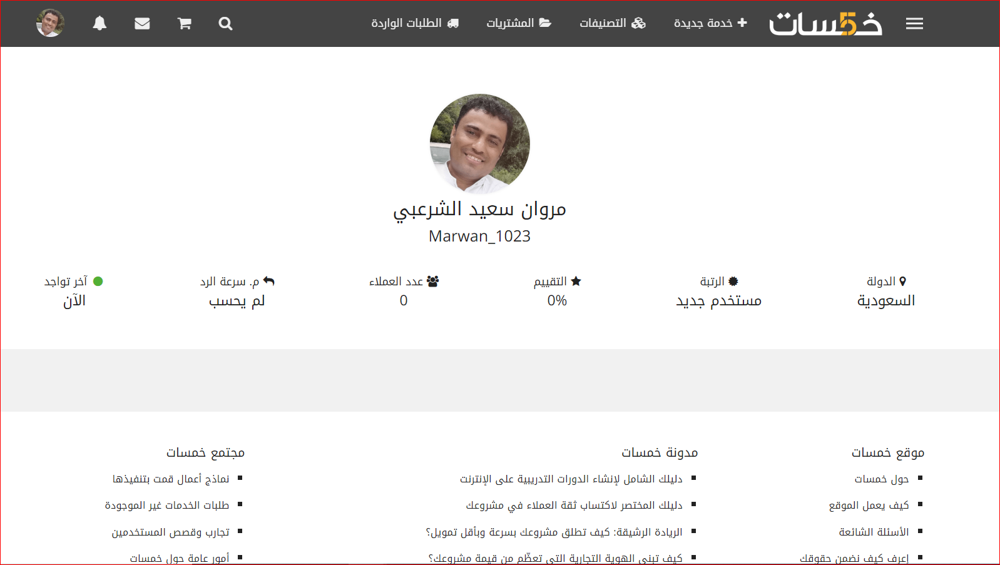 خمسات
خدمة جديدة
التصنيفات
المشتريات
الطلبات الواردة
مروان سعيد الشرعبي
Marwan_1023
الدولة
السعودية
الرتبة
مستخدم جديد
التقييم
0%
عدد العملاء
0
م. سرعة الرد
لم يحسب
آخر تواجد
الآن
موقع خمسات
حول خمسات
كيف يعمل الموقع
الأسئلة الشائعة
إعرف كيف نضمن حقوقك
مدونة خمسات
دليلك الشامل لإنشاء الدورات التدريبية على الإنترنت
دليلك المختصر لاكتساب ثقة العملاء في مشروعك
الريادة الرشيقة: كيف تطلق مشروعك بسرعة وبأقل تمويل؟
كيف تبني الهوية التجارية التي تعظّم من قيمة مشروعك؟
مجتمع خمسات
نماذج أعمال قمت بتنفيذها
طلبات الخدمات غير الموجودة
تجارب وقصص المستخدمين
أمور عامة حول خمسات